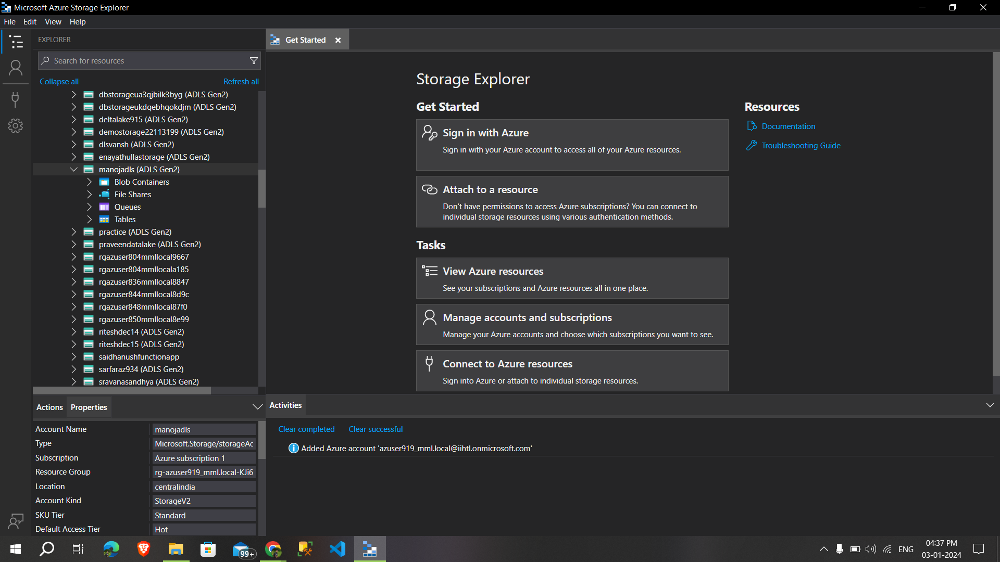 Microsoft Azure Storage Explorer
File Edit View Help
EXPLORER
Search for resources
Collapse all Refresh all
dbstorageua3qjbilk3byg (ADLS Gen2)
dbstorageukdqebhqokdjm (ADLS Gen2)
deltalake915 (ADLS Gen2)
demostorage22113199 (ADLS Gen2)
dlsvansh (ADLS Gen2)
enayathullastorage (ADLS Gen2)
manojadls (ADLS Gen2)
Blob Containers
File Shares
Queues
Tables
practice (ADLS Gen2)
praveendatalake (ADLS Gen2)
rgazuser804mmllocal9667
rgazuser804mmllocala185
rgazuser836mmllocal8847
rgazuser844mmllocal8d9c
rgazuser848mmllocal87f0
rgazuser850mmllocal8e99
riteshdec14 (ADLS Gen2)
riteshdec15 (ADLS Gen2)
saidhanushfunctionapp
sarfaraz934 (ADLS Gen2)
sravanasandhya (ADLS Gen2)
Actions Properties
Account Name manojadls
Type Microsoft.Storage/storageAc
Subscription Azure subscription 1
Resource Group rg-azuser919_mml.local-KJi6
Location centralindia
Account Kind StorageV2
SKU Tier Standard
Default Access Tier Hot
Get Started
Storage Explorer
Get Started
Sign in with Azure
Sign in with your Azure account to access all of your Azure resources.
Attach to a resource
Don't have permissions to access Azure subscriptions? You can connect to
individual storage resources using various authentication methods.
Tasks
View Azure resources
See your subscriptions and Azure resources all in one place.
Manage accounts and subscriptions
Manage your Azure accounts and choose which subscriptions you want to see.
Connect to Azure resources
Sign into Azure or attach to individual storage resources.
Resources
Documentation
Troubleshooting Guide
Activities
Clear completed Clear successful
Added Azure account 'azuser919_mml.local@iihtl.onmicrosoft.com'
99+
ENG
04:37 PM
03-01-2024